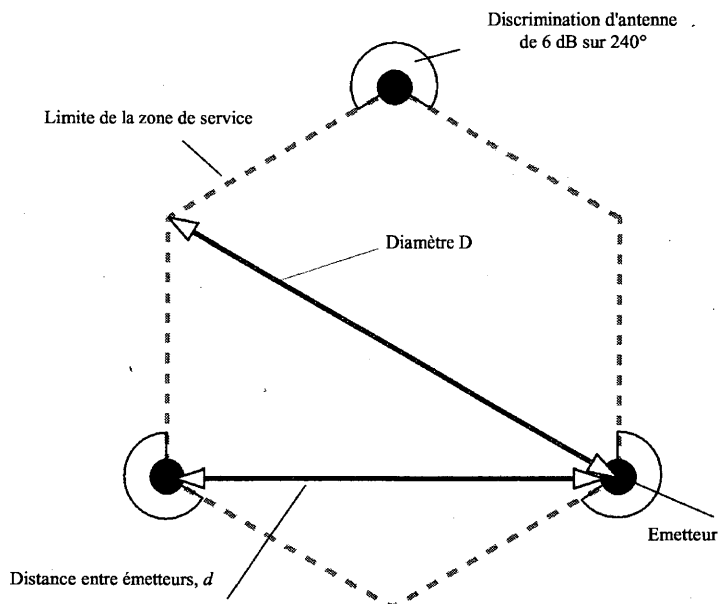 Discrimination d'antenne
de 6 dB sur 240°
Limite de la zone de service
Diamètre D
Emetteur
Distance entre émetteurs, d